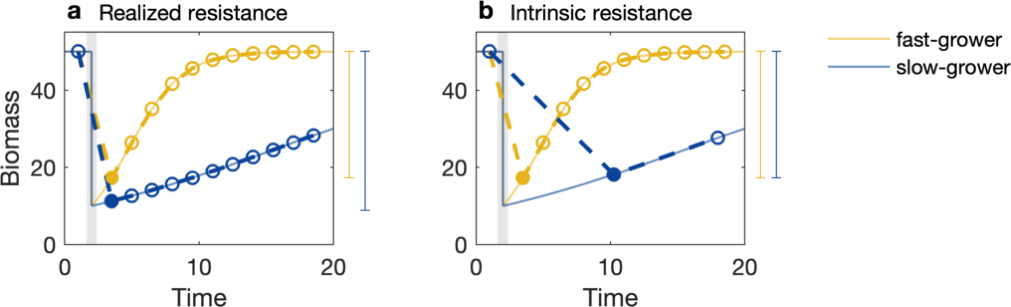 a Realized resistance
b Intrinsic resistance
fast-grower
slow-grower
Biomass
40
20
0
0 10 20
Time
40
20
0
0 10 20
Time